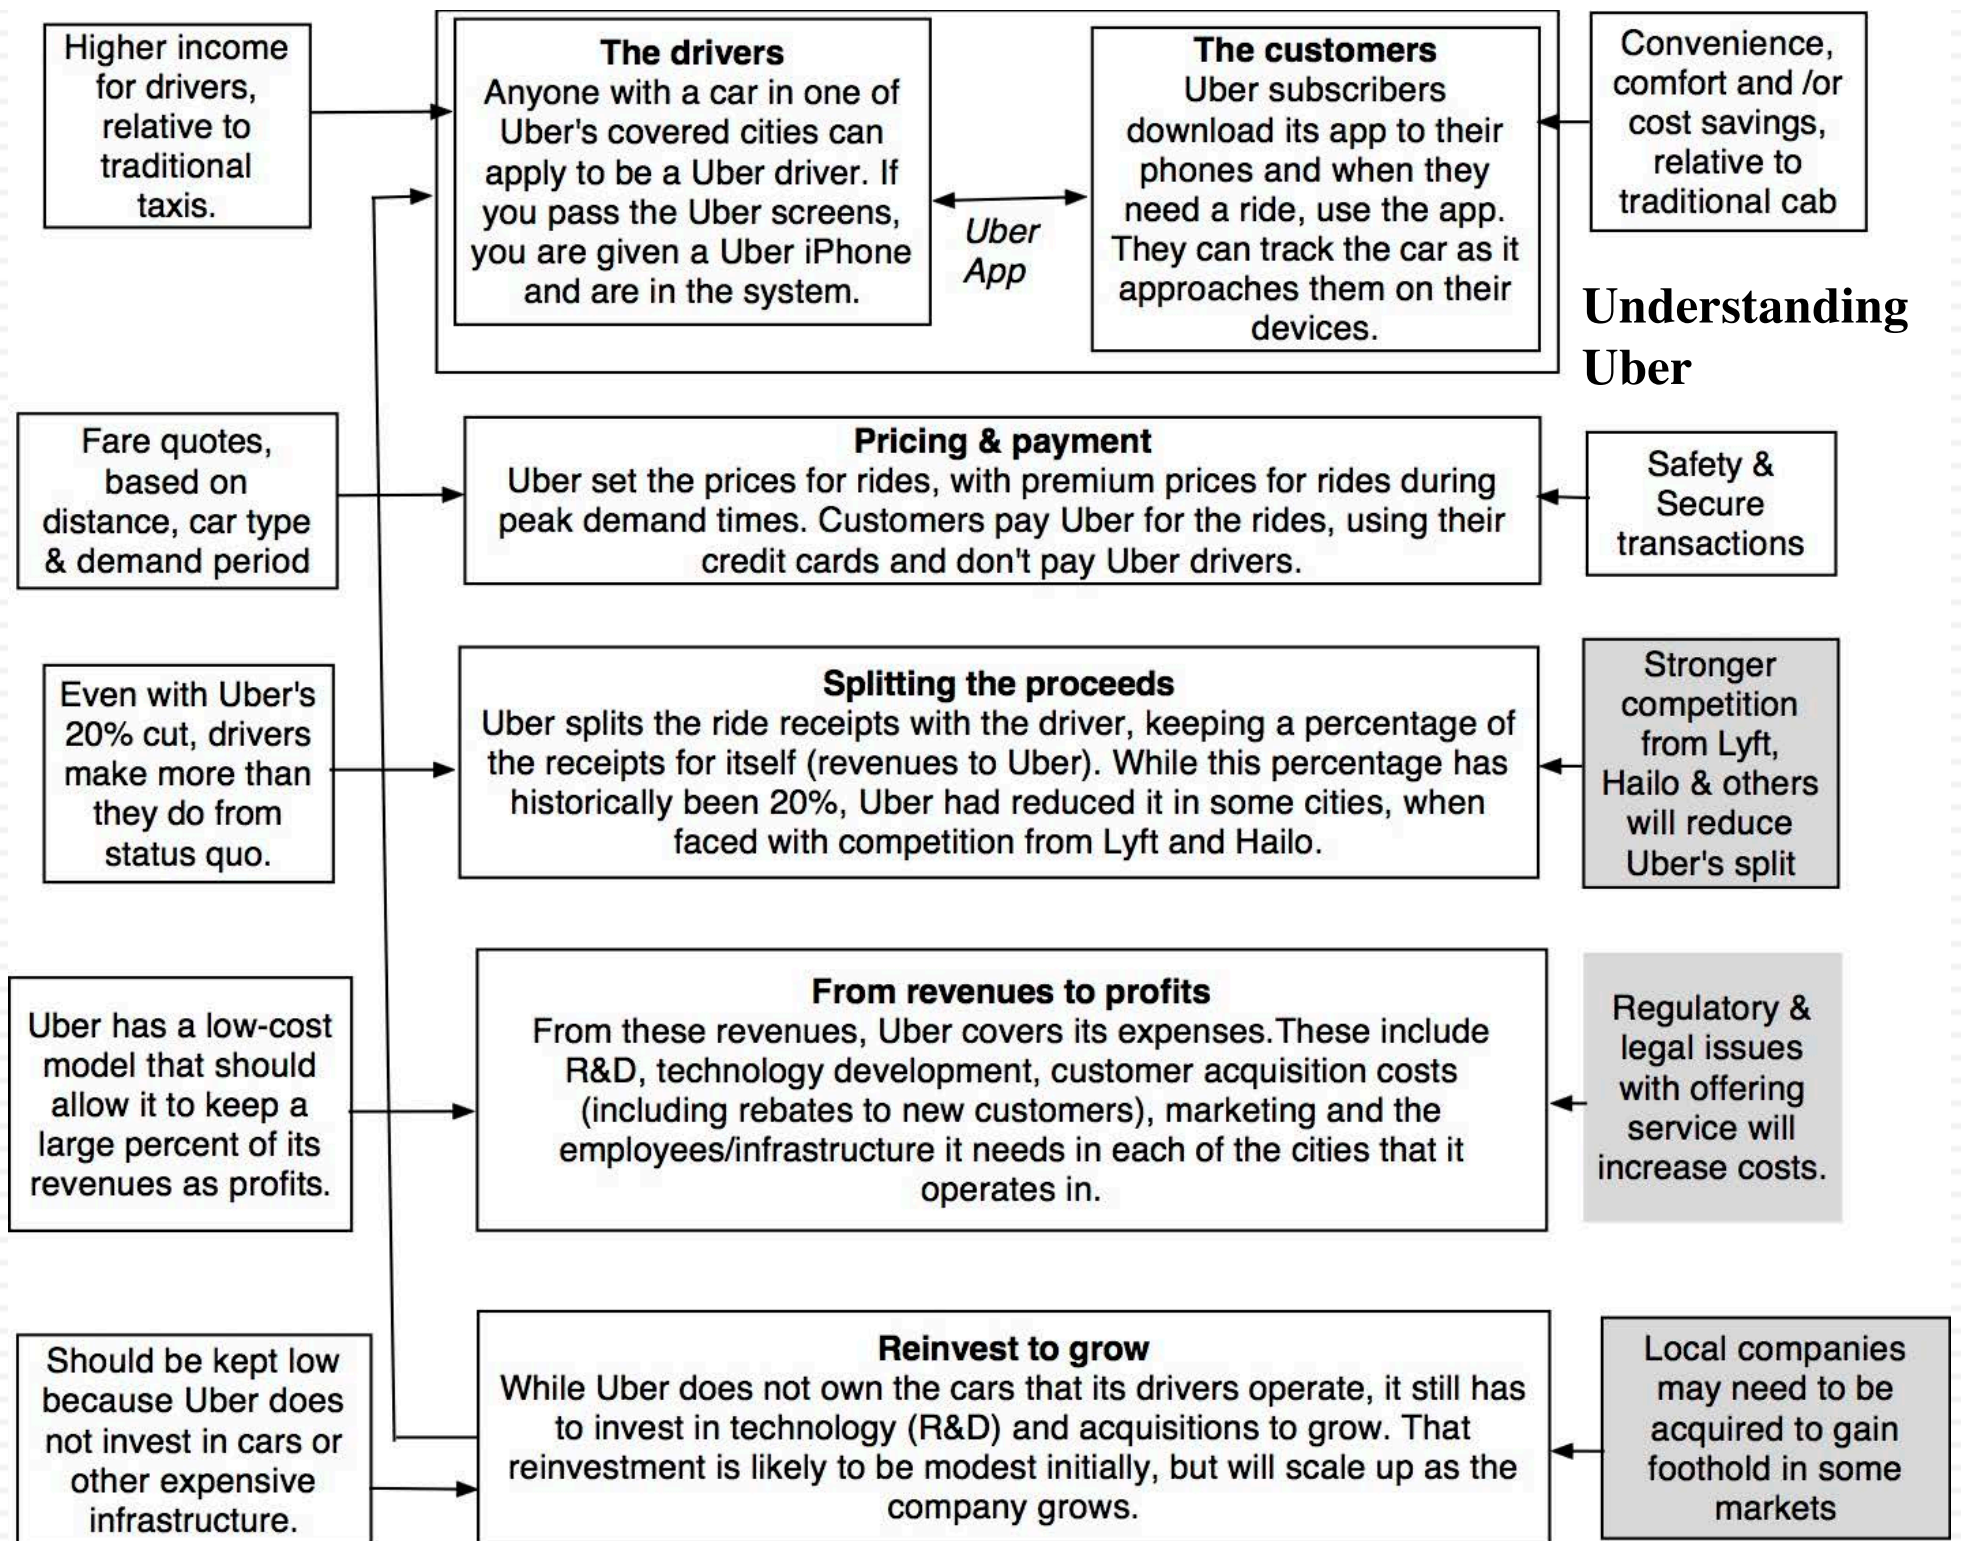 Higher income
for drivers,
relative to
traditional
taxis.
The drivers
Anyone with a car in one of
Uber's covered cities can
apply to be a Uber driver. If
you pass the Uber screens,
you are given a Uber iPhone
and are in the system.
Uber
App
The customers
Uber subscribers
download its app to their
phones and when they
need a ride, use the app.
They can track the car as it
approaches them on their
devices.
Convenience,
comfort and /or
cost savings,
relative to
traditional cab
Understanding
Uber
Fare quotes,
based on
distance, car type
& demand period
Pricing & payment
Uber set the prices for rides, with premium prices for rides during
peak demand times. Customers pay Uber for the rides, using their
credit cards and don't pay Uber drivers.
Safety &
Secure
transactions
Even with Uber's
20% cut, drivers
make more than
they do from
status quo.
Splitting the proceeds
Uber splits the ride receipts with the driver, keeping a percentage of
the receipts for itself (revenues to Uber). While this percentage has
historically been 20%, Uber had reduced it in some cities, when
faced with competition from Lyft and Hailo.
Stronger
competition
from Lyft,
Hailo & others
will reduce
Uber's split
Uber has a low-cost
model that should
allow it to keep a
large percent of its
revenues as profits.
From revenues to profits
From these revenues, Uber covers its expenses.These include
R&D, technology development, customer acquisition costs
(including rebates to new customers), marketing and the
employees/infrastructure it needs in each of the cities that it
operates in.
Regulatory &
legal issues
with offering
service will
increase costs.
Should be kept low
because Uber does
not invest in cars or
other expensive
infrastructure.
Reinvest to grow
While Uber does not own the cars that its drivers operate, it still has
to invest in technology (R&D) and acquisitions to grow. That
reinvestment is likely to be modest initially, but will scale up as the
company grows.
Local companies
may need to be
acquired to gain
foothold in some
markets